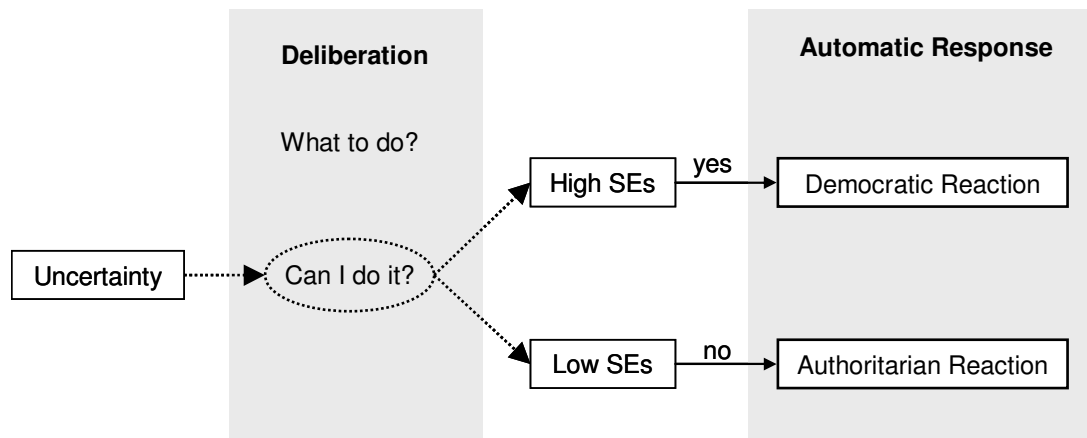 Deliberation
Automatic Response
What to do?
High SEs
yes
Democratic Reaction
Uncertainty
Can I do it?
Low SEs
no
Authoritarian Reaction